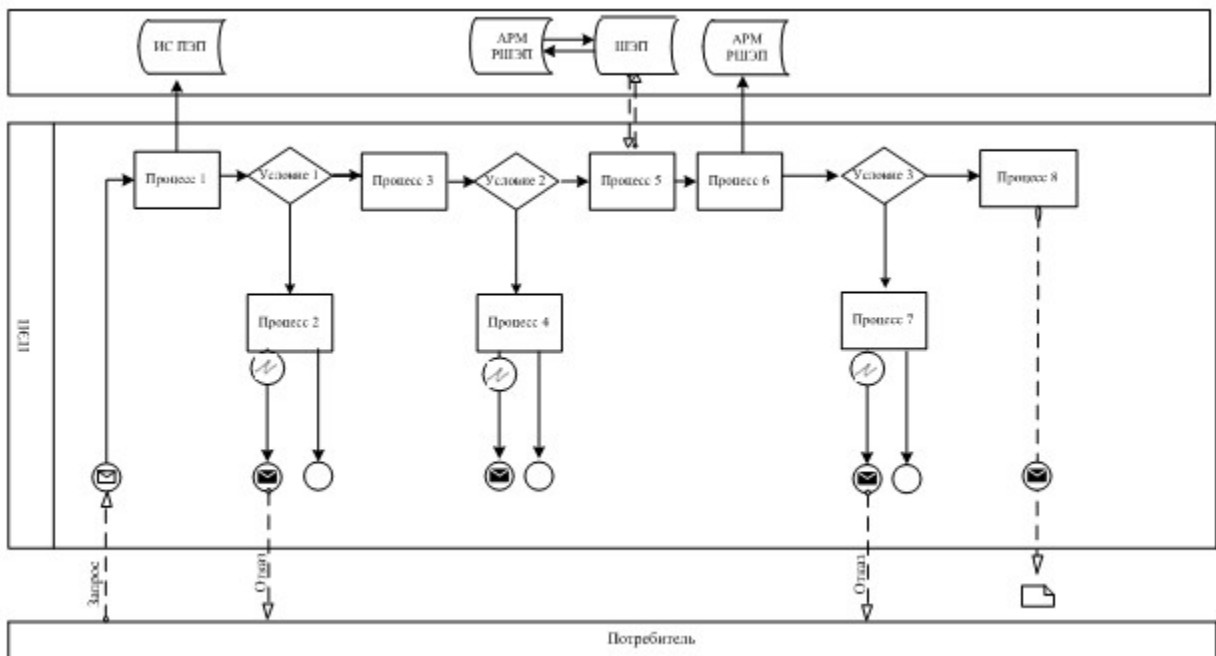 ИС ПЭП
АРМ
РШЭП
ШЭП
АРМ
РШЭП
Процесс 1
Условие 1
Процесс 3
Условие 2
Процесс 5
Процесс 6
Условие 3
Процесс 8
Процесс 2
Процесс 4
Процесс 7
ПЭП
Запрос
Отказ
Отказ
Потребитель